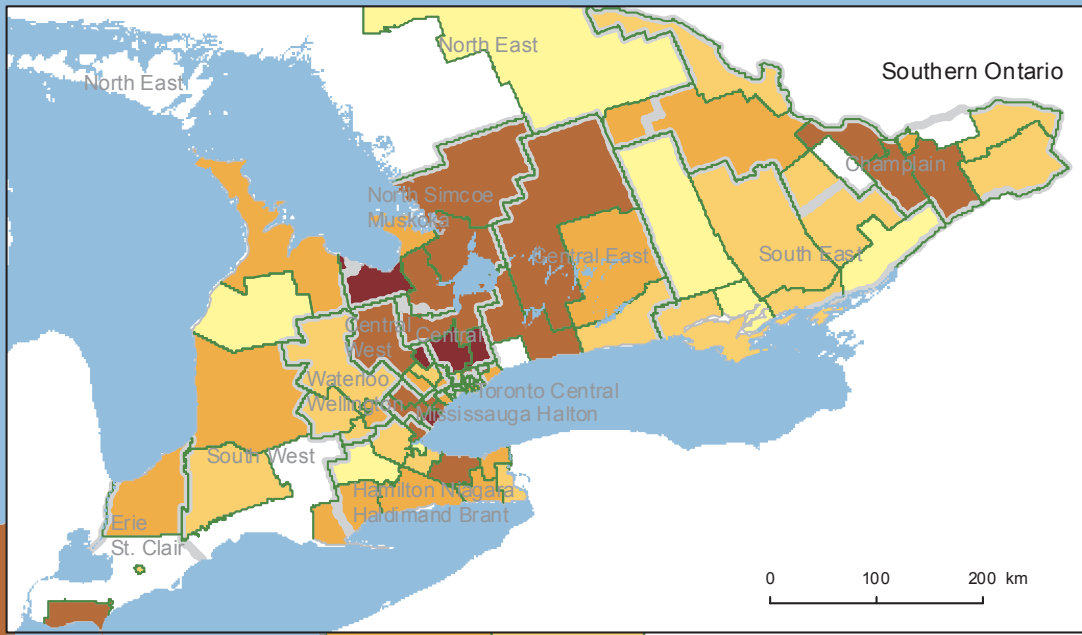 North East
North East
Southern Ontario
Champlain
North Simcoe
Muskoka
South East
Central East
Central
West
Central
Waterloo
Wellington
Toronto Central
Mississauga Halton
South West
Hamilton Niagara
Haldimand Brant
Erie
St. Clair
0 100 200 km